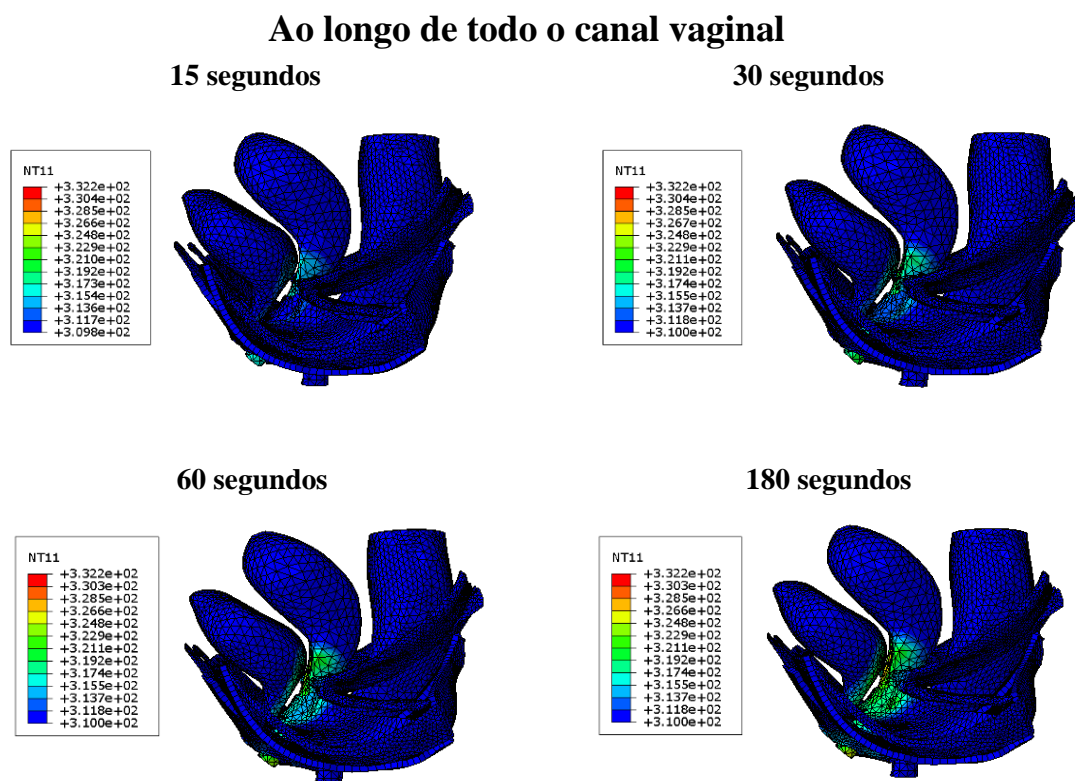 Ao longo de todo o canal vaginal
15 segundos
30 segundos
NT11
+3.322e+02
+3.304e+02
+3.285e+02
+3.266e+02
+3.248e+02
+3.229e+02
+3.210e+02
+3.192e+02
+3.173e+02
+3.154e+02
+3.136e+02
+3.117e+02
+3.098e+02
NT11
+3.322e+02
+3.304e+02
+3.285e+02
+3.267e+02
+3.248e+02
+3.229e+02
+3.211e+02
+3.192e+02
+3.174e+02
+3.155e+02
+3.136e+02
+3.118e+02
+3.100e+02
60 segundos
180 segundos
NT11
+3.322e+02
+3.303e+02
+3.285e+02
+3.266e+02
+3.248e+02
+3.229e+02
+3.211e+02
+3.192e+02
+3.174e+02
+3.155e+02
+3.137e+02
+3.118e+02
+3.100e+02
NT11
+3.322e+02
+3.303e+02
+3.285e+02
+3.266e+02
+3.248e+02
+3.229e+02
+3.211e+02
+3.192e+02
+3.174e+02
+3.155e+02
+3.137e+02
+3.118e+02
+3.100e+02